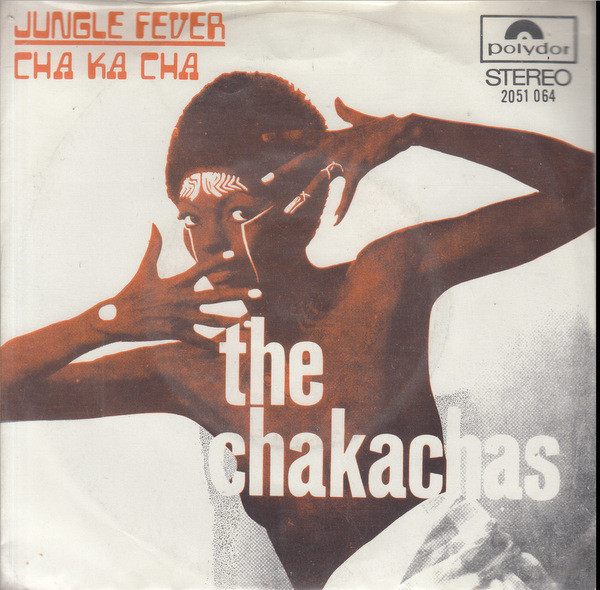 JUNGLE FEVER
CHA KA CHA
polydor
STEREO
2051 064
the
chakachas